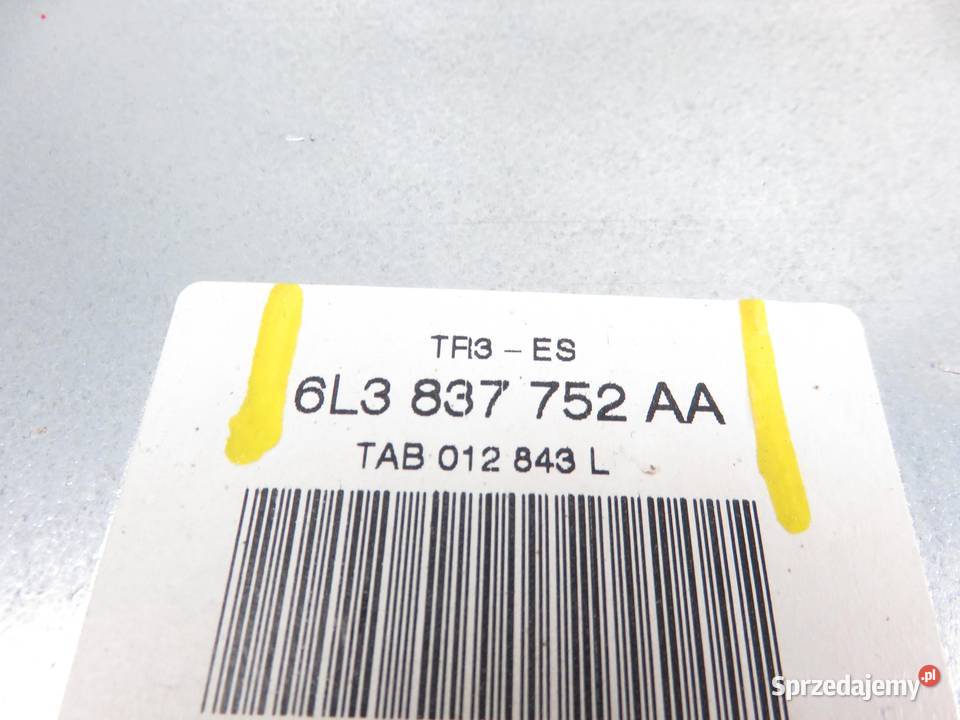 TR3 - ES
6L3 837 752 AA
TAB 012 843 L
Sprzedajemy.pl